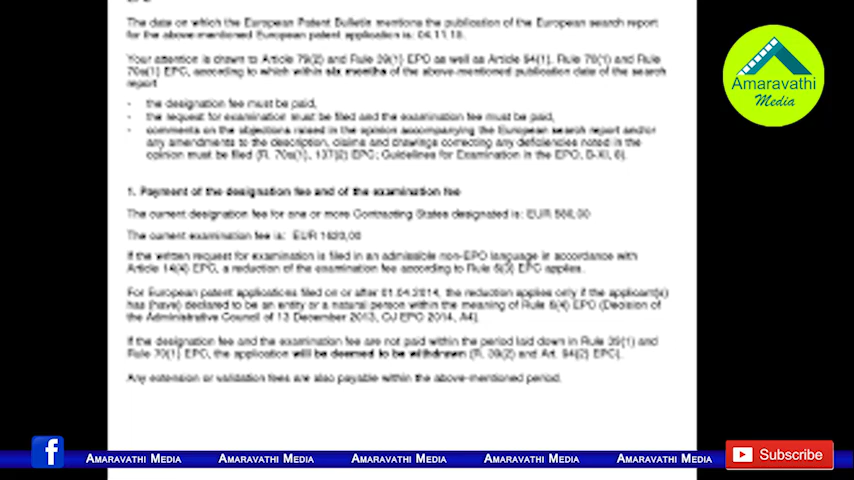 The date on which the European Patent Bulletin mentions the publication of the European search report
for the above-mentioned European patent application is: 04.11.15.
Your attention is drawn to Article 79(2) and Rule 39(1) EPC as well as Article 94(1), Rule 70(1) and Rule
70a(1) EPC, according to which within six months of the above-mentioned publication date of the search
report
- the designation fee must be paid,
- the request for examination must be filed and the examination fee must be paid,
- comments on the objections raised in the opinion accompanying the European search report and/or
any amendments to the description, claims and drawings correcting any deficiencies noted in the
opinion must be filed (R. 70a(1), 137(2) EPC; Guidelines for Examination in the EPO, B-XI, 8).
1. Payment of the designation fee and of the examination fee
The current designation fee for one or more Contracting States designated is: EUR 580,00
The current examination fee is: EUR 1620,00
If the written request for examination is filed in an admissible non-EPO language in accordance with
Article 14(4) EPC, a reduction of the examination fee according to Rule 6(3) EPC applies.
For European patent applications filed on or after 01.04.2014, the reduction applies only if the applicant(s)
has (have) declared to be an entity or a natural person within the meaning of Rule 6(4) EPC (Decision of
the Administrative Council of 13 December 2013, OJ EPO 2014, A4).
If the designation fee and the examination fee are not paid within the period laid down in Rule 39(1) and
Rule 70(1) EPC, the application will be deemed to be withdrawn (R. 39(2) and Art. 94(2) EPC).
Any extension or validation fees are also payable within the above-mentioned period.
Amaravathi
Media
f AMARAVATHI MEDIA AMARAVATHI MEDIA AMARAVATHI MEDIA AMARAVATHI MEDIA AMARAVATHI MEDIA Subscribe